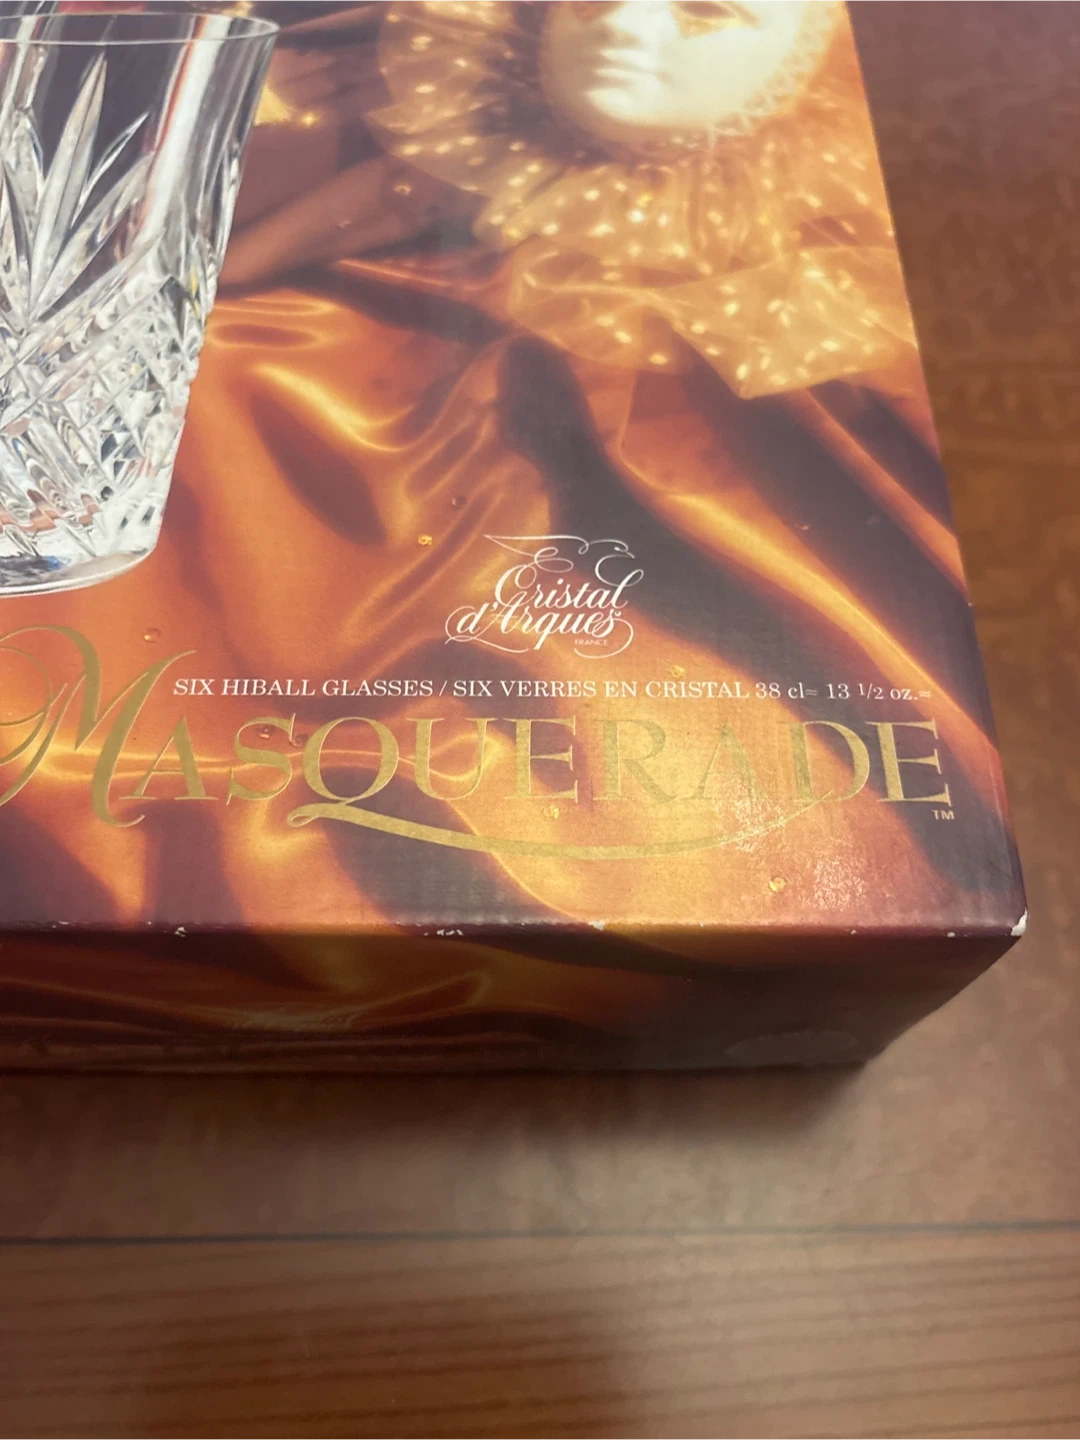 Cristal
d'Arques
FRANCE
SIX HIBALL GLASSES / SIX VERRES EN CRISTAL 38 cl≈ 13 1/2 oz.≈
MASQUERADE
TM